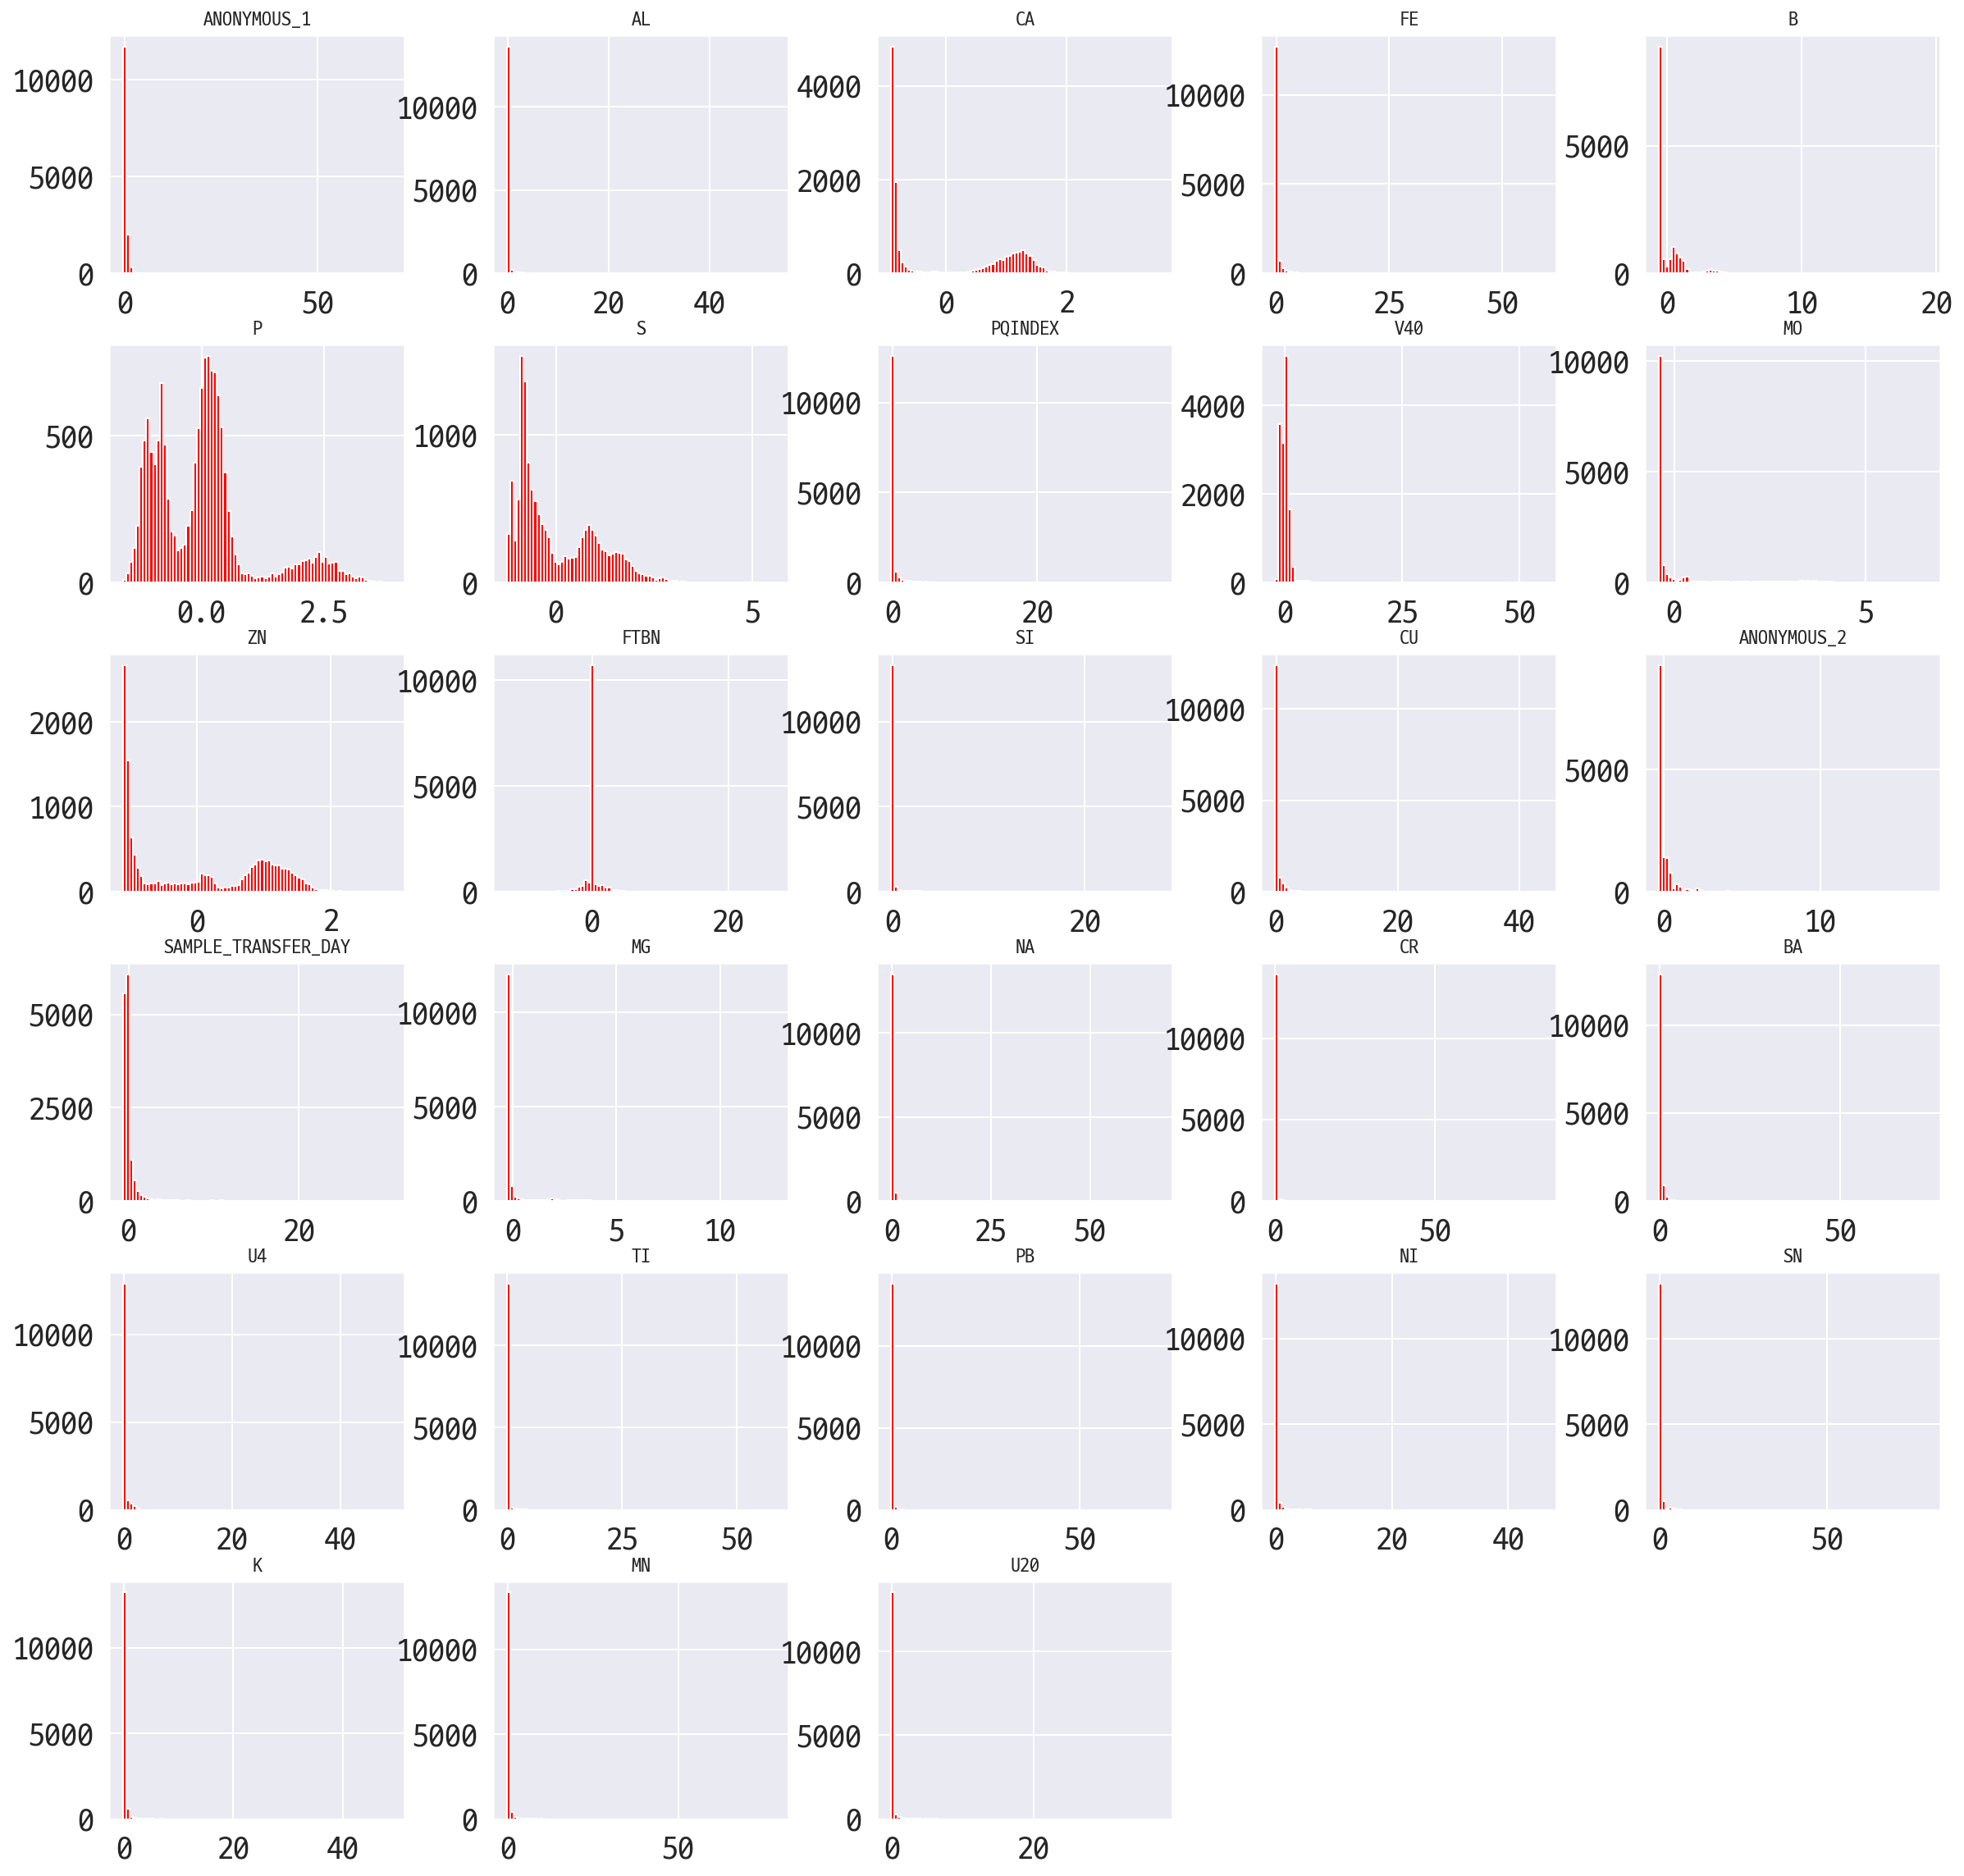 ANONYMOUS_1 AL CA FE B
10000 10000 4000 10000 5000
5000 5000 2000 5000
0 0 0 0 0
0 50 0 20 40 0 2 0 25 50 0 10 20
P S PQINDEX V40 MO
500 1000 10000 4000 10000
5000 2000 5000
0 0 0 0 0
0.0 2.5 0 5 0 20 0 25 50 0 5
ZN FTBN SI CU ANONYMOUS_2
2000 10000 10000 10000 5000
1000 5000 5000 5000
0 0 0 0 0
0 2 0 20 0 20 0 20 40 0 10
SAMPLE_TRANSFER_DAY MG NA CR BA
5000 10000 10000 10000 10000
2500 5000 5000 5000 5000
0 0 0 0 0
0 20 0 5 10 0 25 50 0 50 0 50
U4 TI PB NI SN
10000 10000 10000 10000 10000
5000 5000 5000 5000 5000
0 0 0 0 0
0 20 40 0 25 50 0 50 0 20 40 0 50
K MN U20
10000 10000 10000
5000 5000 5000
0 0 0
0 20 40 0 50 0 20